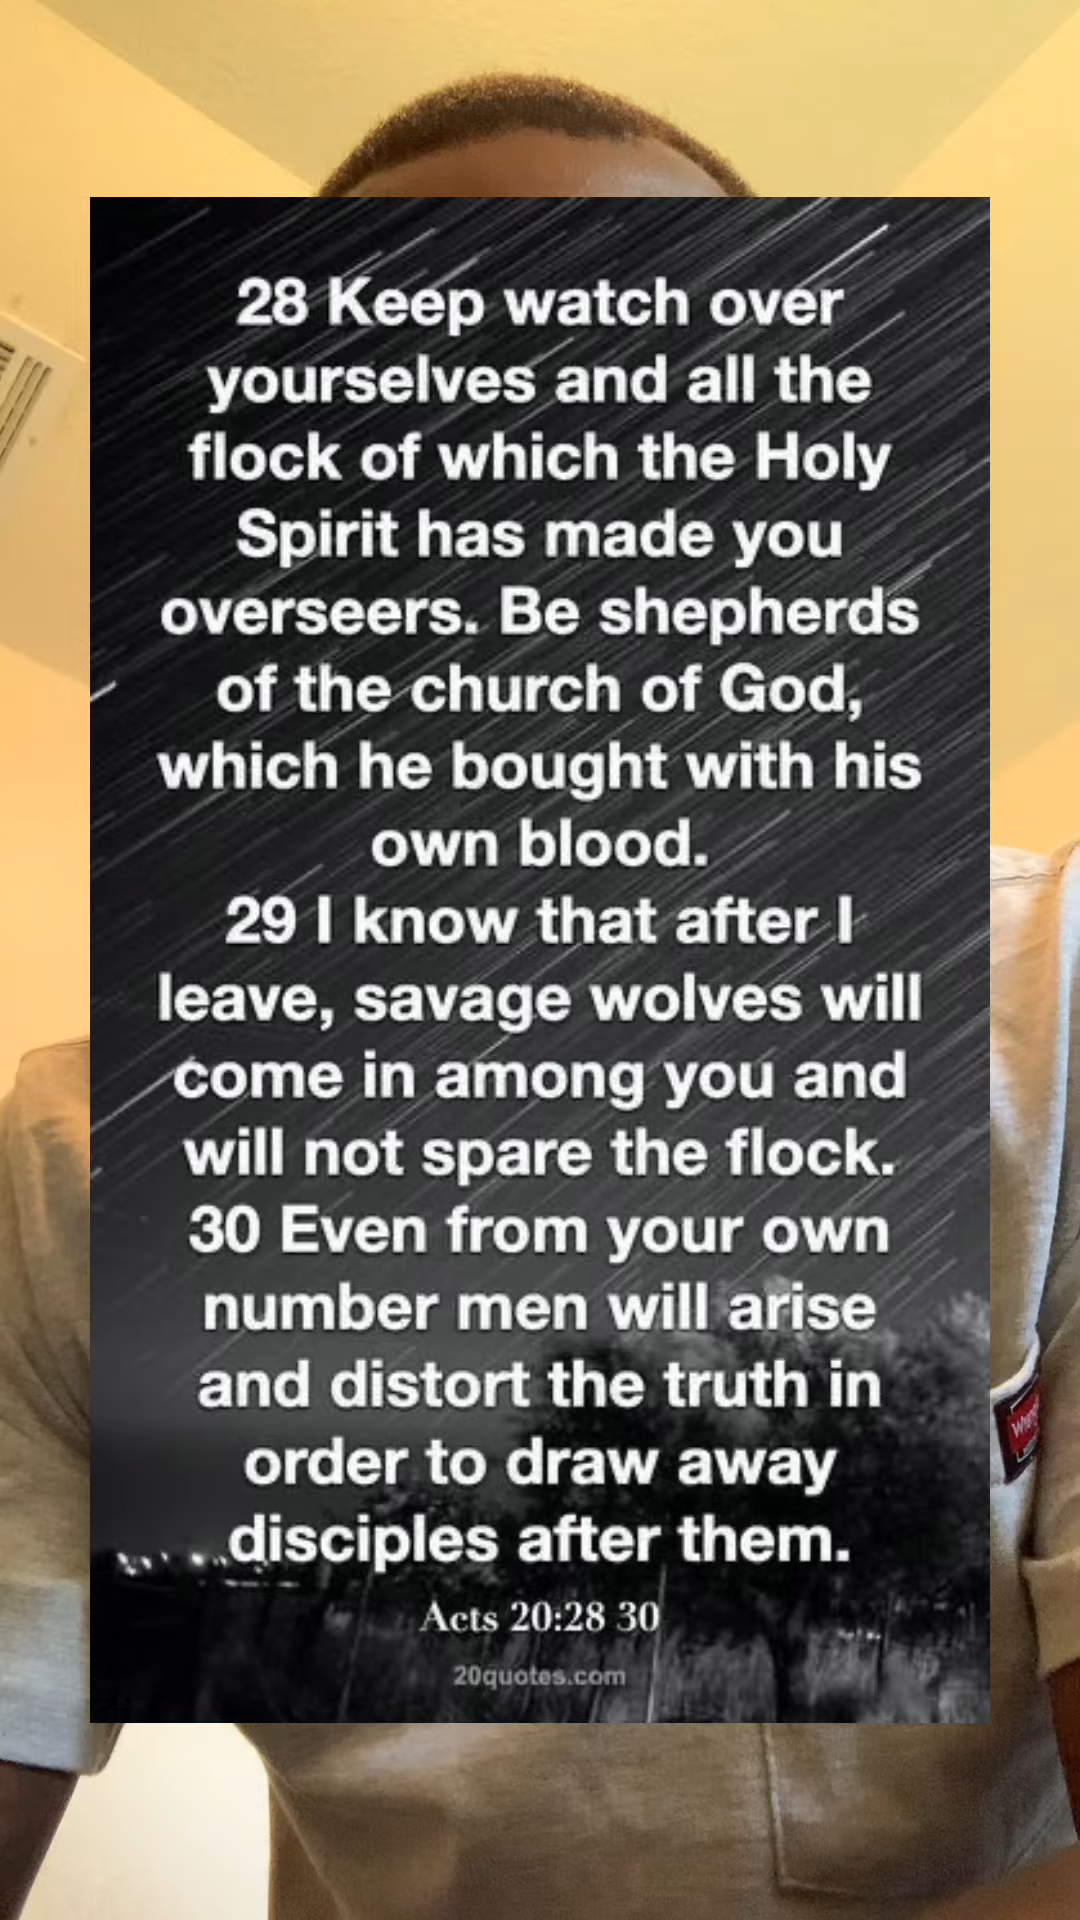 28 Keep watch over
yourselves and all the
flock of which the Holy
Spirit has made you
overseers. Be shepherds
of the church of God,
which he bought with his
own blood.
29 I know that after I
leave, savage wolves will
come in among you and
will not spare the flock.
30 Even from your own
number men will arise
and distort the truth in
order to draw away
disciples after them.
Acts 20:28 30
20quotes.com